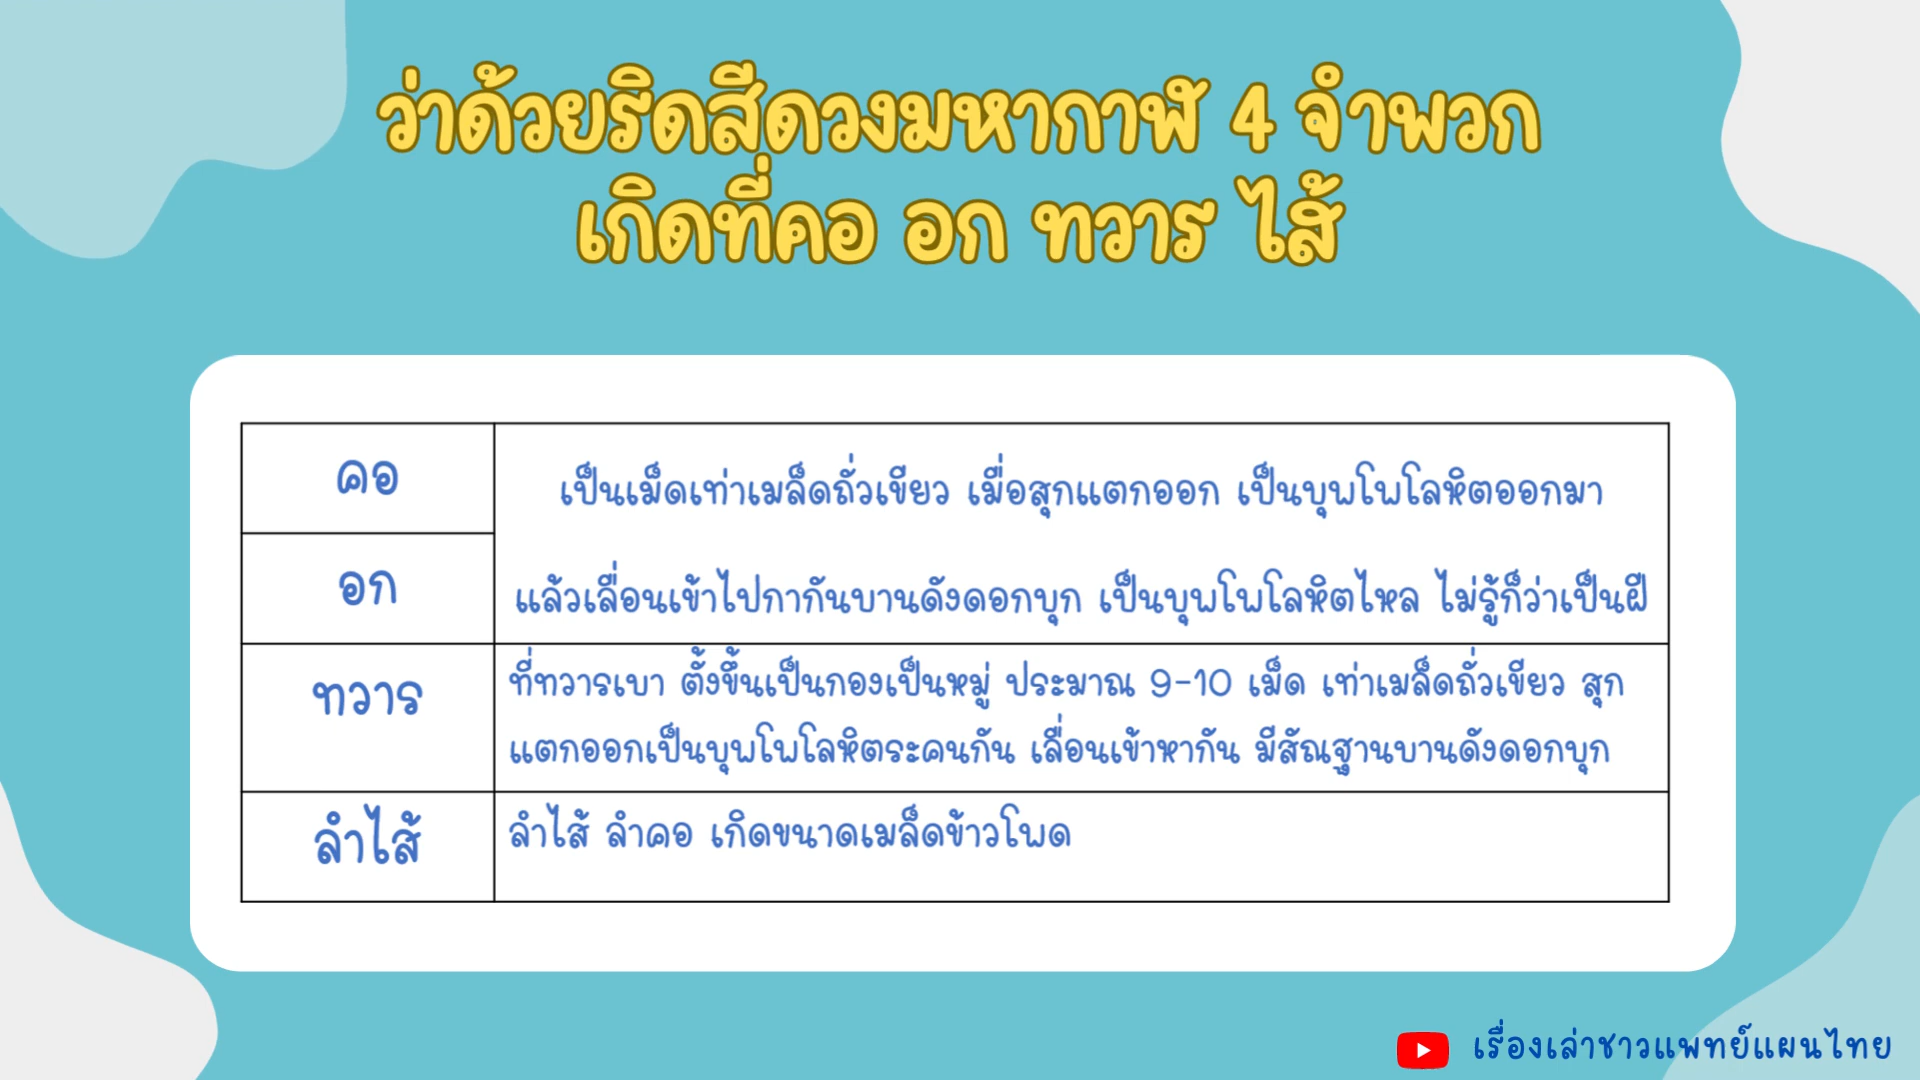 ว่าด้วยริดสีดวงมหากาฬ 4 จำพวก
เกิดที่คอ อก ทวาร ไส้
คอ
เป็นเม็ดเท่าเมล็ดถั่วเขียว เมื่อสุกแตกออก เป็นบุพโพโลหิตออกมา
อก
แล้วเลื่อนเข้าไปกากันบานดังดอกบุก เป็นบุพโพโลหิตไหล ไม่รู้ก็ว่าเป็นฝี
ทวาร
ที่ทวารเบา ตั้งขึ้นเป็นกองเป็นหมู่ ประมาณ 9-10 เม็ด เท่าเมล็ดถั่วเขียว สุก
แตกออกเป็นบุพโพโลหิตระคนกัน เลื่อนเข้าหากัน มีสัณฐานบานดังดอกบุก
ลำไส้
ลำไส้ ลำคอ เกิดขนาดเมล็ดข้าวโพด
เรื่องเล่าชาวแพทย์แผนไทย